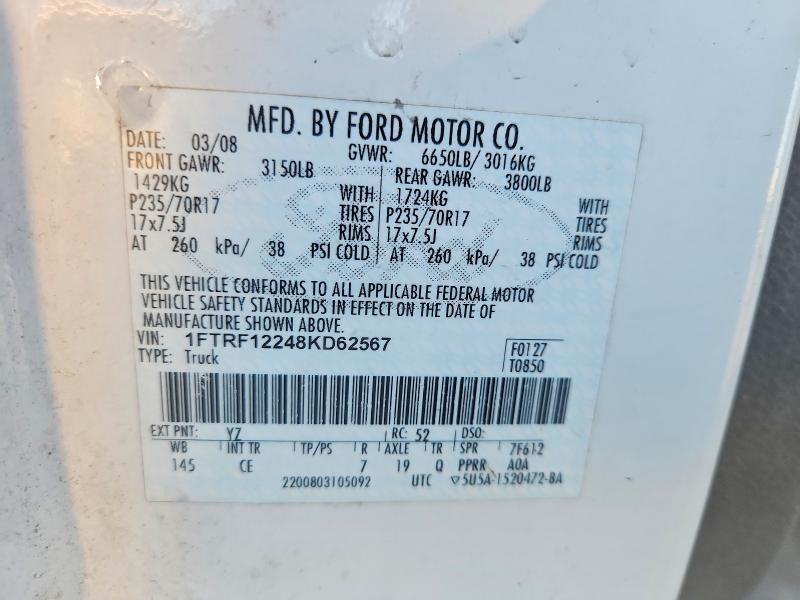 MFD. BY FORD MOTOR CO.
DATE: 03/08 GVWR: 6650LB/ 3016KG
FRONT GAWR: 3150LB REAR GAWR: 3800LB
1429KG WITH 1724KG WITH
P235/70R17 TIRES P235/70R17 TIRES
17x7.5J RIMS 17x7.5J RIMS
AT 260 kPa/ 38 PSI COLD AT 260 kPa/ 38 PSI COLD
THIS VEHICLE CONFORMS TO ALL APPLICABLE FEDERAL MOTOR
VEHICLE SAFETY STANDARDS IN EFFECT ON THE DATE OF
MANUFACTURE SHOWN ABOVE.
VIN: 1FTRF12248KD62567 F0127
TYPE: Truck T0850
EXT PNT: YZ RC: 52 DSO:
WB INT TR TP/PS R AXLE TR SPR 7F612
145 CE 7 19 Q PPRR A0A
2200803105092 UTC ▽5U5A-1520472-BA